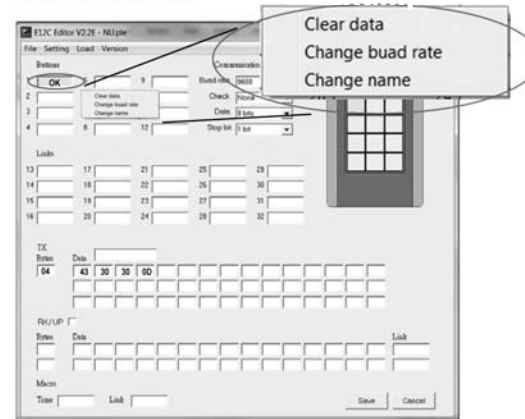 E12C Editor V2.2E - NU.ple
File Setting Load Version
Clear data
Change buad rate
Change name
Buttons
1 OK 9 Buad rate 9600
2 Clear data Change buad rate Change name Check None
3 Data 8 bits
4 8 12 Stop bit 1 bit
Links
13 17 21 25 29
14 18 22 26 30
15 19 23 27 31
16 20 24 28 32
TX
Bytes Data
04 43 30 30 0D
RX/UP
Bytes Data Link
Macro
Time Link Save Cancel